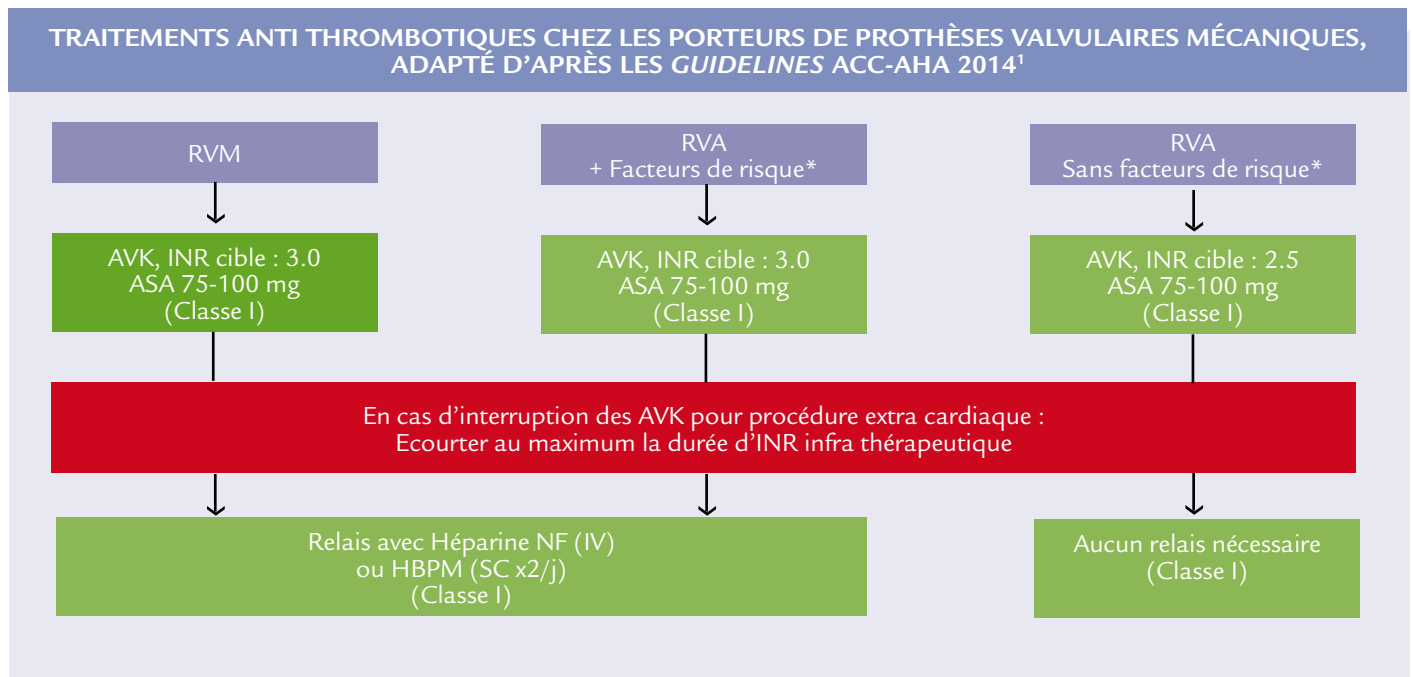 TRAITEMENTS ANTI THROMBOTIQUES CHEZ LES PORTEURS DE PROTHÈSES VALVULAIRES MÉCANIQUES,
ADAPTÉ D'APRÈS LES GUIDELINES ACC-AHA 2014¹
RVM
RVA
+ Facteurs de risque*
RVA
Sans facteurs de risque*
AVK, INR cible : 3.0
ASA 75-100 mg
(Classe I)
AVK, INR cible : 3.0
ASA 75-100 mg
(Classe I)
AVK, INR cible : 2.5
ASA 75-100 mg
(Classe I)
En cas d'interruption des AVK pour procédure extra cardiaque :
Ecourter au maximum la durée d'INR infra thérapeutique
Relais avec Héparine NF (IV)
ou HBPM (SC x2/j)
(Classe I)
Aucun relais nécessaire
(Classe I)